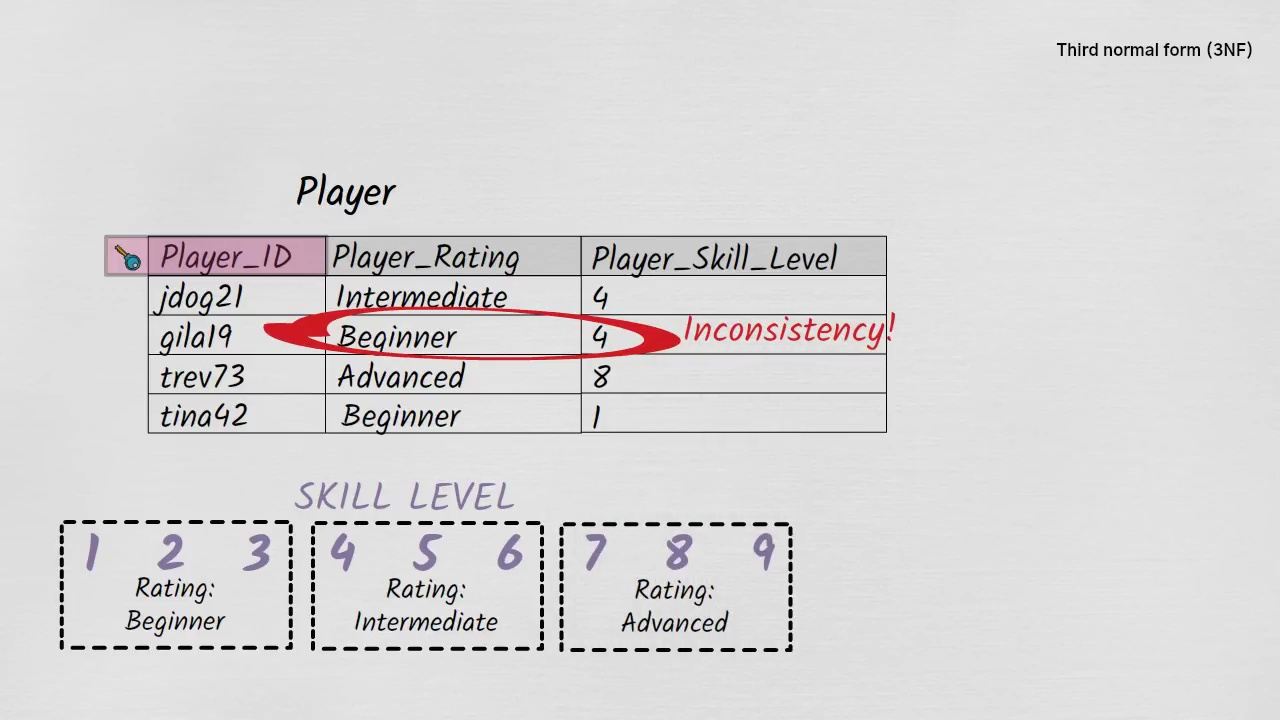 Third normal form (3NF)
Player
Player_ID Player_Rating Player_Skill_Level
jdog21 Intermediate 4
gila19 Beginner 4 Inconsistency!
trev73 Advanced 8
tina42 Beginner 1
SKILL LEVEL
1 2 3 4 5 6 7 8 9
Rating: Rating: Rating:
Beginner Intermediate Advanced